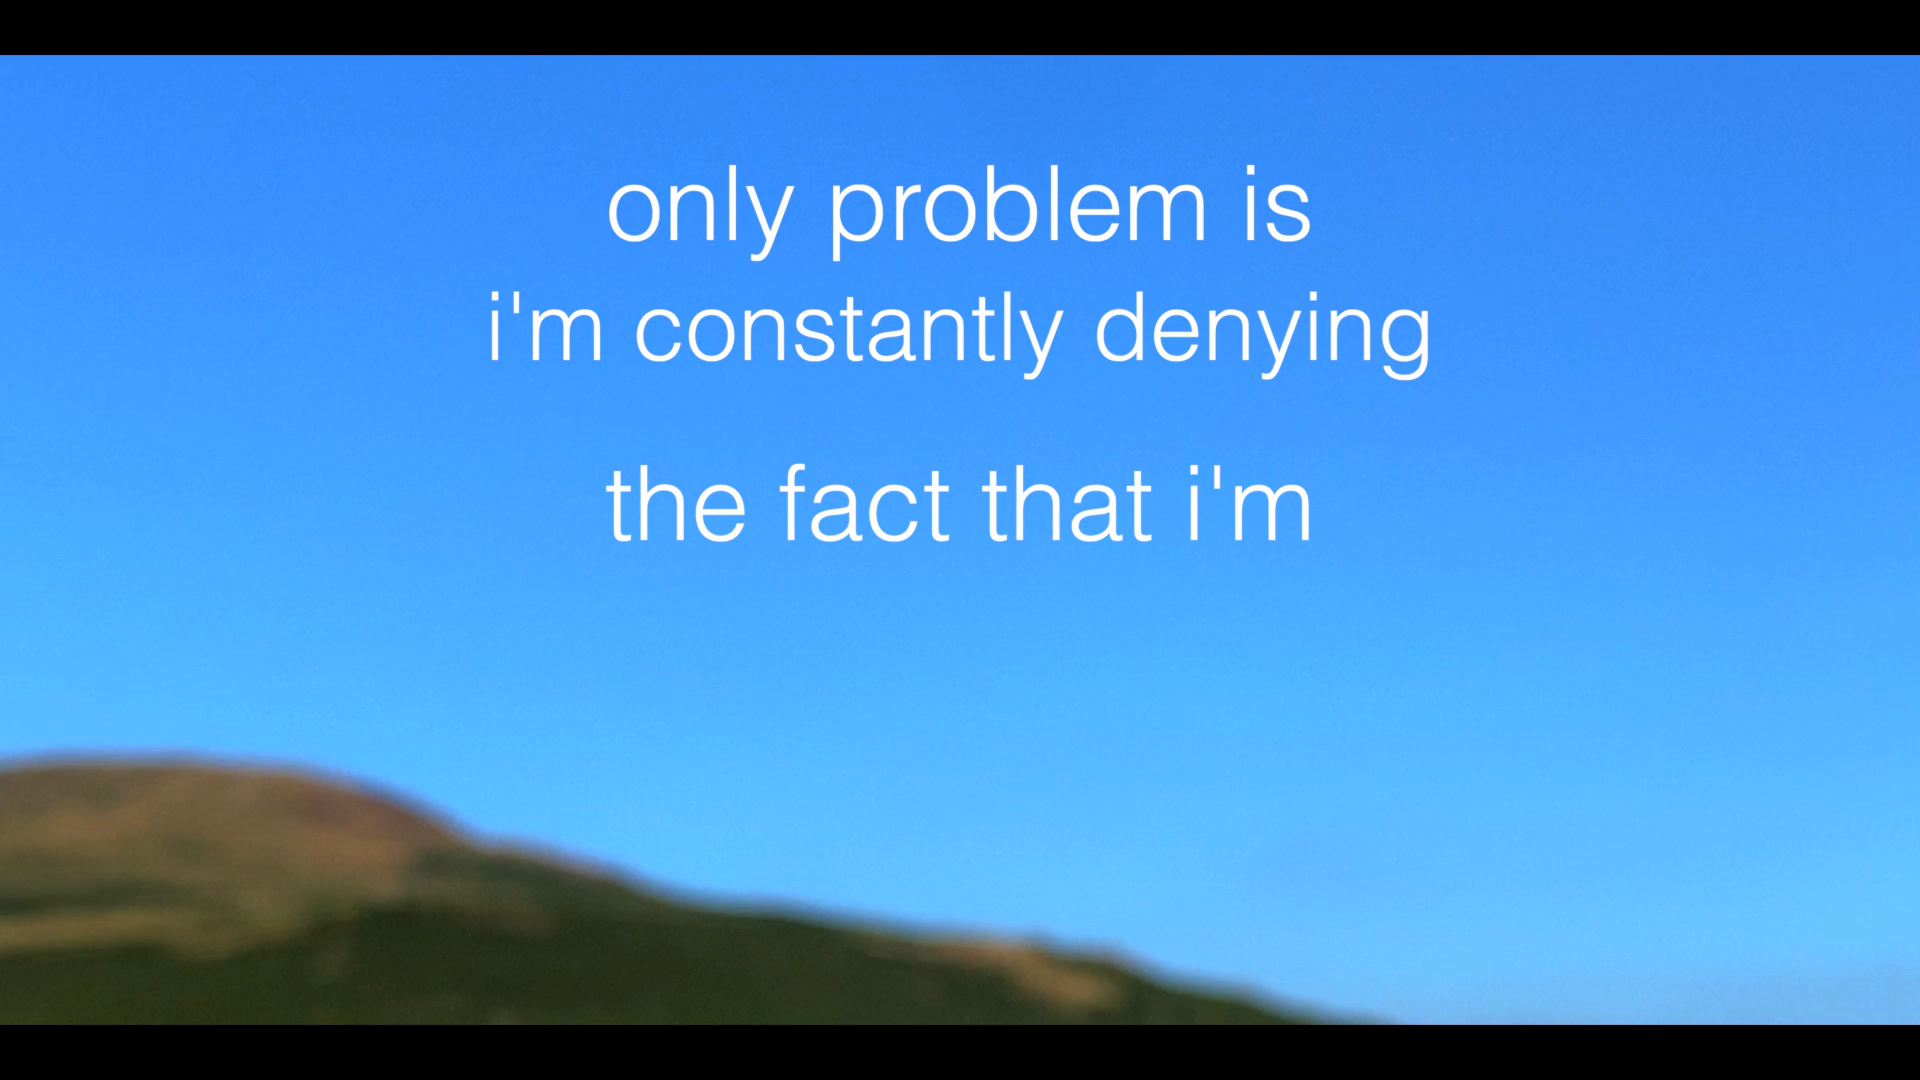 only problem is
i'm constantly denying
the fact that i'm